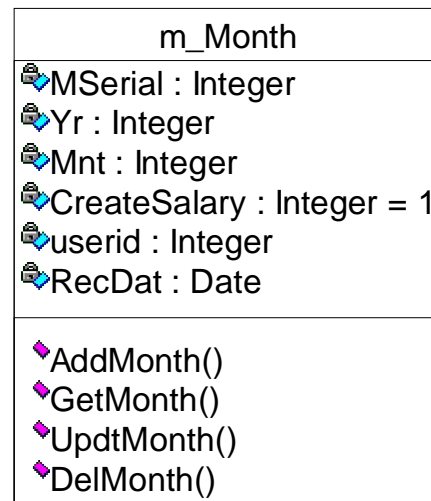 m_Month
MSerial : Integer
Yr : Integer
Mnt : Integer
CreateSalary : Integer = 1
userid : Integer
RecDat : Date
AddMonth()
GetMonth()
UpdtMonth()
DelMonth()